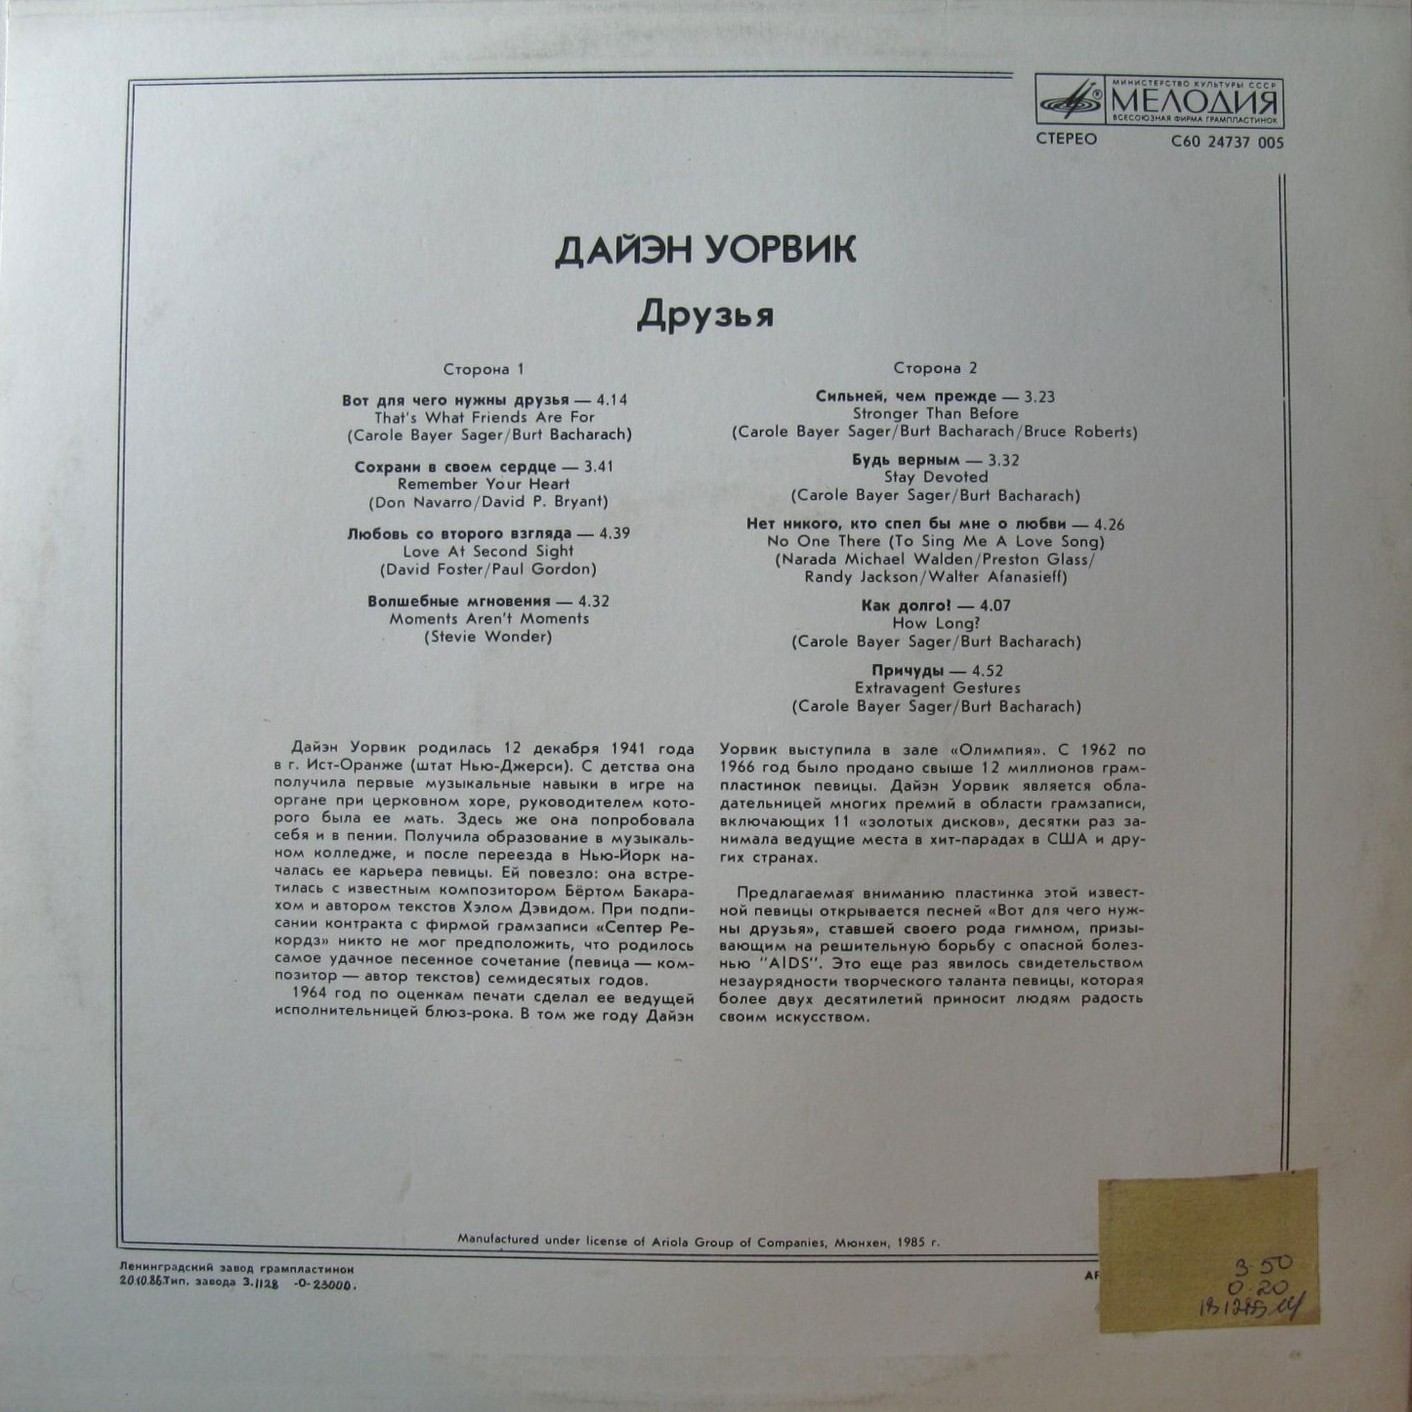 МИНИСТЕРСТВО КУЛЬТУРЫ СССР
МЕЛОДИЯ
ВСЕСОЮЗНАЯ ФИРМА ГРАМПЛАСТИНОК
СТЕРЕО С60 24737 005
ДАЙЭН УОРВИК
Друзья
Сторона 1
Вот для чего нужны друзья — 4.14
That's What Friends Are For
(Carole Bayer Sager/Burt Bacharach)
Сохрани в своем сердце — 3.41
Remember Your Heart
(Don Navarro/David P. Bryant)
Любовь со второго взгляда — 4.39
Love At Second Sight
(David Foster/Paul Gordon)
Волшебные мгновения — 4.32
Moments Aren't Moments
(Stevie Wonder)
Сторона 2
Сильней, чем прежде — 3.23
Stronger Than Before
(Carole Bayer Sager/Burt Bacharach/Bruce Roberts)
Будь верным — 3.32
Stay Devoted
(Carole Bayer Sager/Burt Bacharach)
Нет никого, кто спел бы мне о любви — 4.26
No One There (To Sing Me A Love Song)
(Narada Michael Walden/Preston Glass/
Randy Jackson/Walter Afanasieff)
Как долго! — 4.07
How Long?
(Carole Bayer Sager/Burt Bacharach)
Причуды — 4.52
Extravagent Gestures
(Carole Bayer Sager/Burt Bacharach)
Дайэн Уорвик родилась 12 декабря 1941 года
в г. Ист-Оранже (штат Нью-Джерси). С детства она
получила первые музыкальные навыки в игре на
органе при церковном хоре, руководителем кото-
рого была ее мать. Здесь же она попробовала
себя и в пении. Получила образование в музыкаль-
ном колледже, и после переезда в Нью-Йорк на-
чалась ее карьера певицы. Ей повезло: она встре-
тилась с известным композитором Бёртом Бакара-
хом и автором текстов Хэлом Дэвидом. При подпи-
сании контракта с фирмой грамзаписи «Септер Ре-
кордз» никто не мог предположить, что родилось
самое удачное песенное сочетание (певица — ком-
позитор — автор текстов) семидесятых годов.
1964 год по оценкам печати сделал ее ведущей
исполнительницей блюз-рока. В том же году Дайэн
Уорвик выступила в зале «Олимпия». С 1962 по
1966 год было продано свыше 12 миллионов грам-
пластинок певицы. Дайэн Уорвик является обла-
дательницей многих премий в области грамзаписи,
включающих 11 «золотых дисков», десятки раз за-
нимала ведущие места в хит-парадах в США и дру-
гих странах.
Предлагаемая вниманию пластинка этой извест-
ной певицы открывается песней «Вот для чего нуж-
ны друзья», ставшей своего рода гимном, призы-
вающим на решительную борьбу с опасной болез-
нью "AIDS". Это еще раз явилось свидетельством
незаурядности творческого таланта певицы, которая
более двух десятилетий приносит людям радость
своим искусством.
Manufactured under license of Ariola Group of Companies, Мюнхен, 1985 г.
Ленинградский завод грампластинок
20.10.86.Тип. завода З.1128 -0-23000.
3-50
0-20